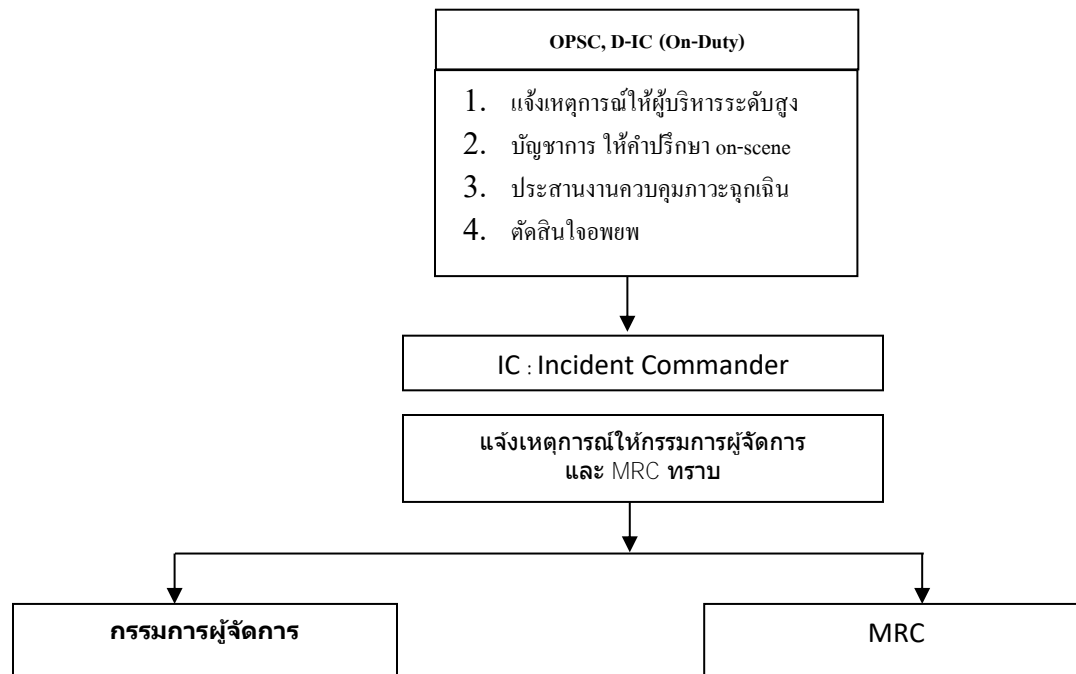 OPSC, D-IC (On-Duty)
1. แจ้งเหตุการณ์ให้ผู้บริหารระดับสูง
2. บัญชาการ ให้คำปรึกษา on-scene
3. ประสานงานควบคุมภาวะฉุกเฉิน
4. ตัดสินใจอพยพ
IC : Incident Commander
แจ้งเหตุการณ์ให้กรรมการผู้จัดการ
และ MRC ทราบ
กรรมการผู้จัดการ
MRC